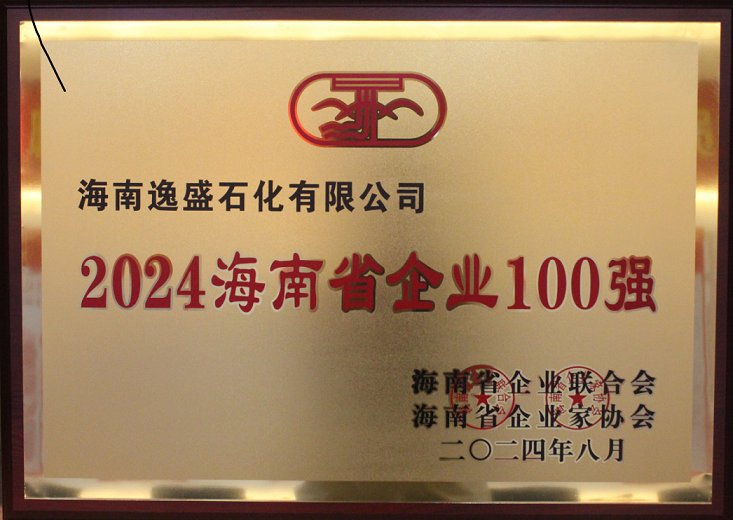 海南逸盛石化有限公司
2024海南省企业100强
海南省企业联合会
海南省企业家协会
二〇二四年八月